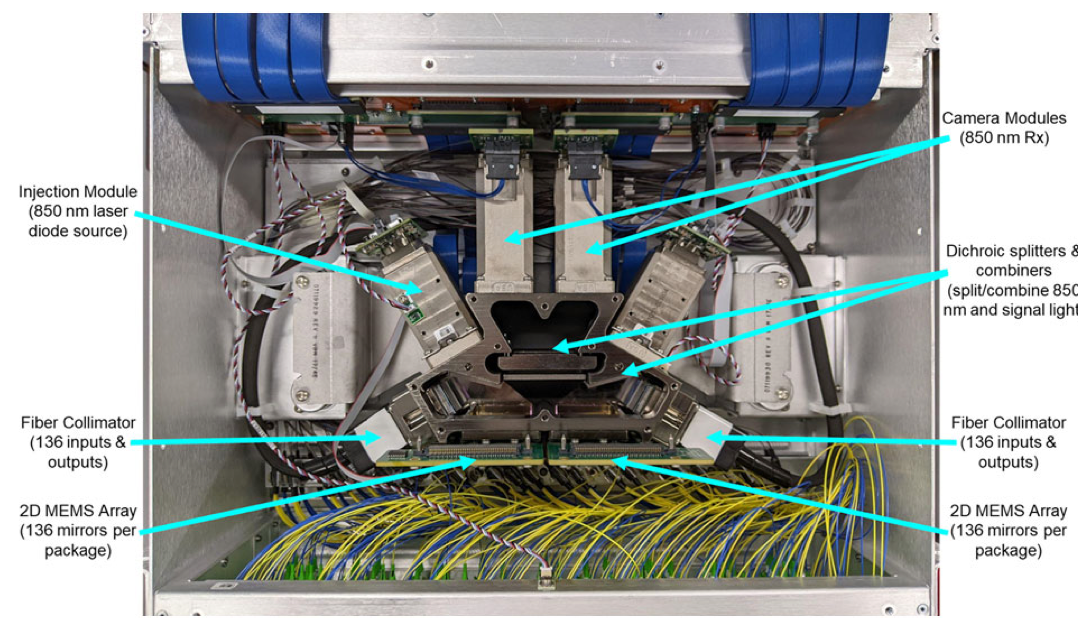 Camera Modules
(850 nm Rx)
Injection Module
(850 nm laser
diode source)
Dichroic splitters &
combiners
(split/combine 850
nm and signal light
Fiber Collimator
(136 inputs &
outputs)
Fiber Collimator
(136 inputs &
outputs)
2D MEMS Array
(136 mirrors per
package)
2D MEMS Array
(136 mirrors per
package)